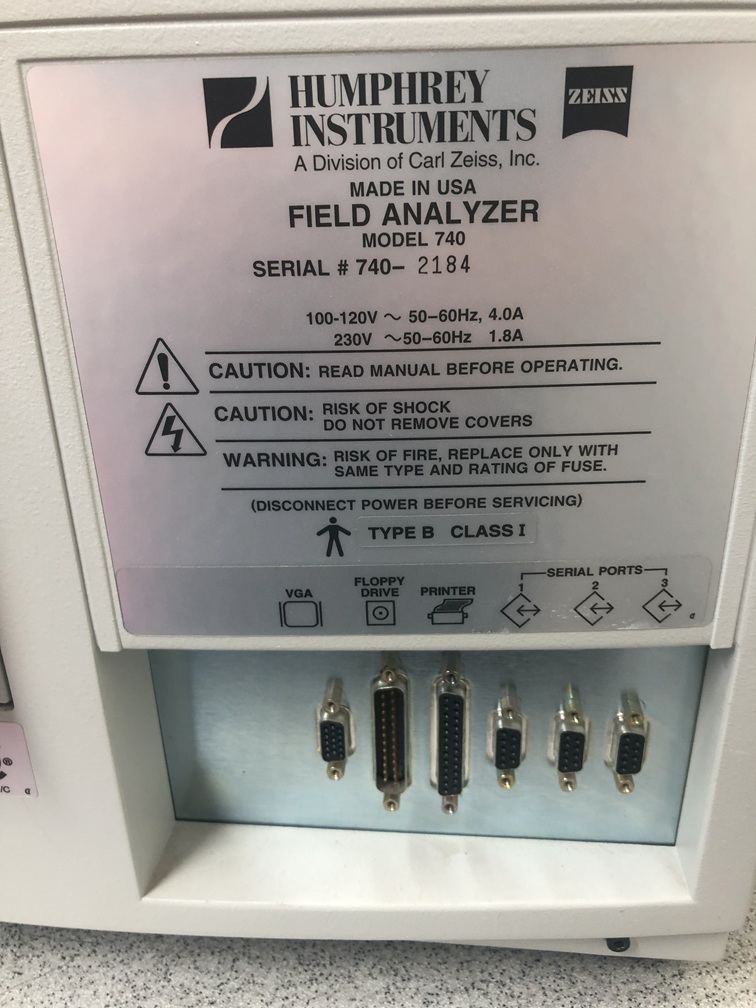 HUMPHREY
INSTRUMENTS
ZEISS
A Division of Carl Zeiss, Inc.
MADE IN USA
FIELD ANALYZER
MODEL 740
SERIAL # 740- 2184
100-120V ~ 50-60Hz, 4.0A
230V ~50-60Hz 1.8A
CAUTION: READ MANUAL BEFORE OPERATING.
CAUTION: RISK OF SHOCK
DO NOT REMOVE COVERS
WARNING: RISK OF FIRE, REPLACE ONLY WITH
SAME TYPE AND RATING OF FUSE.
(DISCONNECT POWER BEFORE SERVICING)
TYPE B CLASS I
SERIAL PORTS
VGA
FLOPPY
DRIVE
PRINTER
1 2 3
®
/C